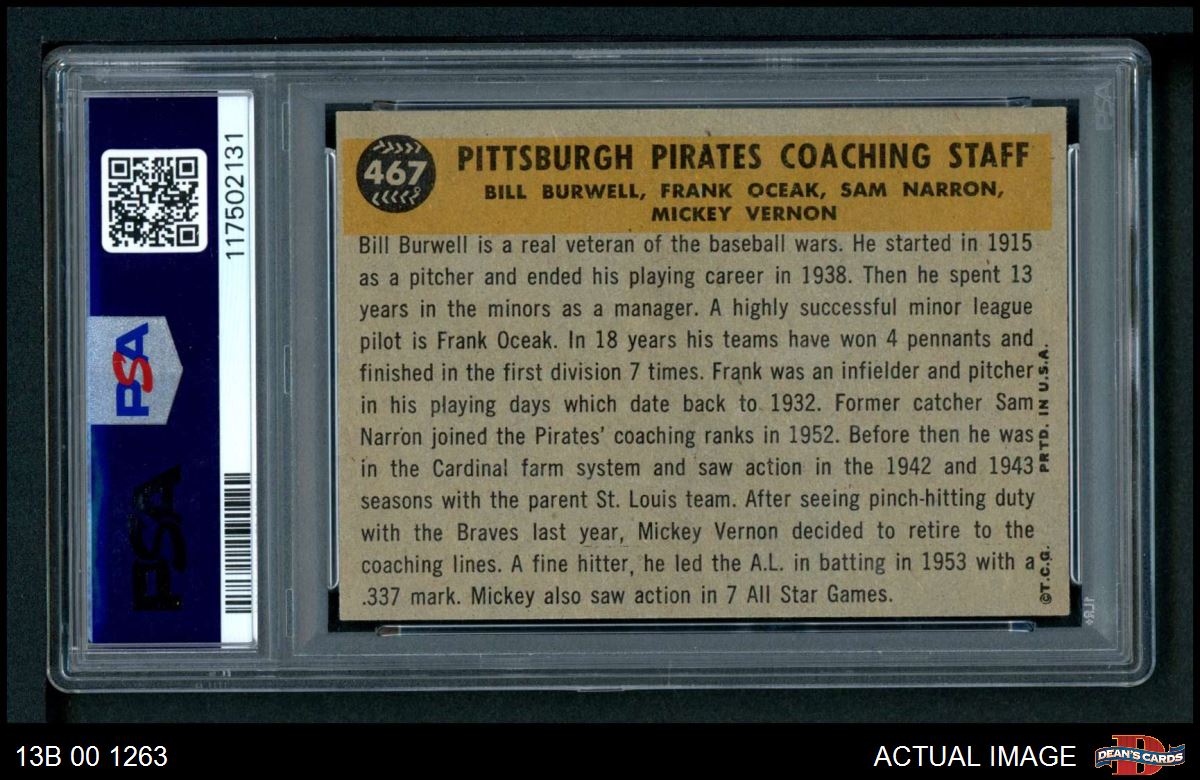 117502131
PSA
PSA
PSA
467
PITTSBURGH PIRATES COACHING STAFF
BILL BURWELL, FRANK OCEAK, SAM NARRON,
MICKEY VERNON
Bill Burwell is a real veteran of the baseball wars. He started in 1915
as a pitcher and ended his playing career in 1938. Then he spent 13
years in the minors as a manager. A highly successful minor league
pilot is Frank Oceak. In 18 years his teams have won 4 pennants and
finished in the first division 7 times. Frank was an infielder and pitcher
in his playing days which date back to 1932. Former catcher Sam
Narron joined the Pirates' coaching ranks in 1952. Before then he was
in the Cardinal farm system and saw action in the 1942 and 1943
seasons with the parent St. Louis team. After seeing pinch-hitting duty
with the Braves last year, Mickey Vernon decided to retire to the
coaching lines. A fine hitter, he led the A.L. in batting in 1953 with a
.337 mark. Mickey also saw action in 7 All Star Games.
©T.C.G. PRTD. IN U.S.A.
13B 00 1263
ACTUAL IMAGE
DEAN'S CARDS